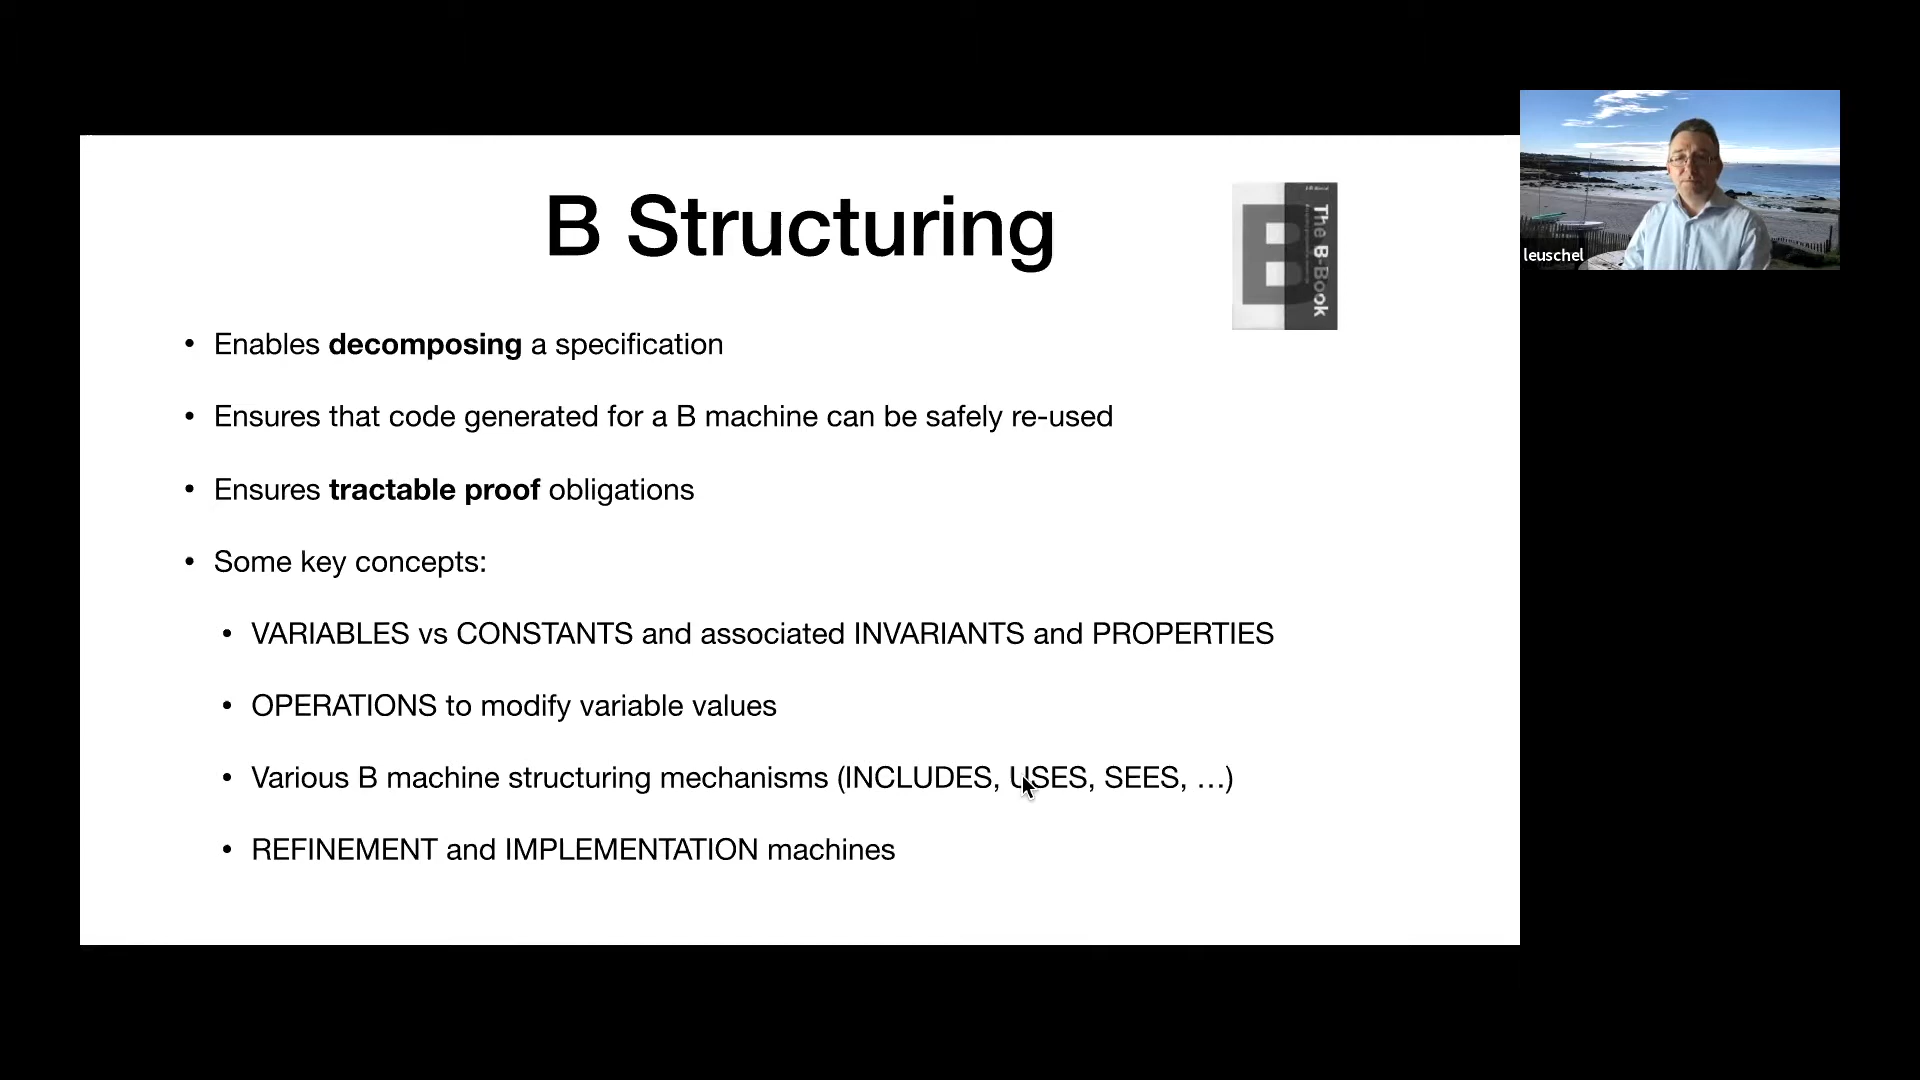 B Structuring
The B-Book
B
• Enables decomposing a specification
• Ensures that code generated for a B machine can be safely re-used
• Ensures tractable proof obligations
• Some key concepts:
• VARIABLES vs CONSTANTS and associated INVARIANTS and PROPERTIES
• OPERATIONS to modify variable values
• Various B machine structuring mechanisms (INCLUDES, USES, SEES, …)
• REFINEMENT and IMPLEMENTATION machines
leuschel